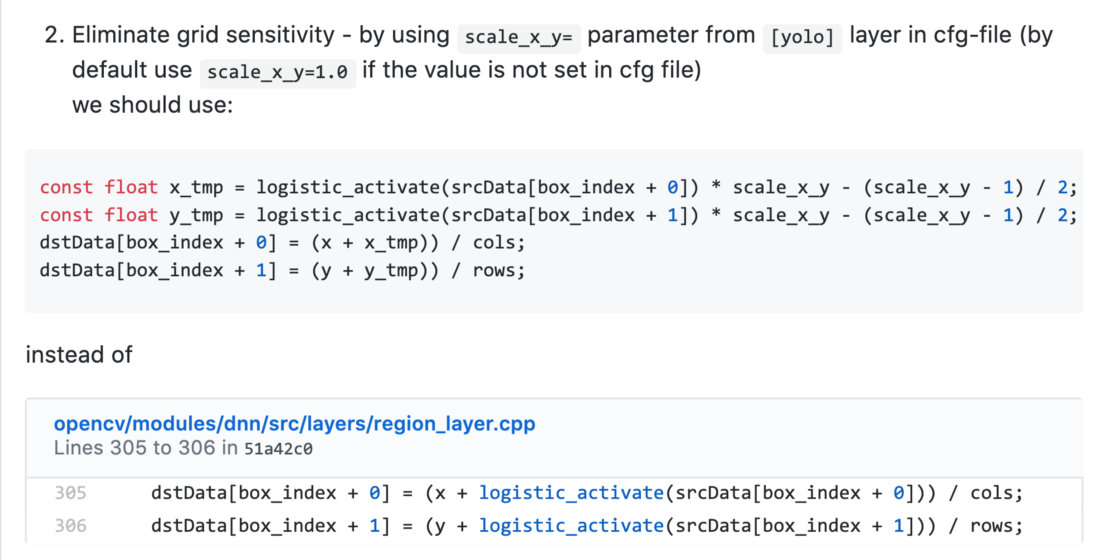 2. Eliminate grid sensitivity - by using scale_x_y= parameter from [yolo] layer in cfg-file (by
default use scale_x_y=1.0 if the value is not set in cfg file)
we should use:
const float x_tmp = logistic_activate(srcData[box_index + 0]) * scale_x_y - (scale_x_y - 1) / 2;
const float y_tmp = logistic_activate(srcData[box_index + 1]) * scale_x_y - (scale_x_y - 1) / 2;
dstData[box_index + 0] = (x + x_tmp)) / cols;
dstData[box_index + 1] = (y + y_tmp)) / rows;
instead of
opencv/modules/dnn/src/layers/region_layer.cpp
Lines 305 to 306 in 51a42c0
305 dstData[box_index + 0] = (x + logistic_activate(srcData[box_index + 0])) / cols;
306 dstData[box_index + 1] = (y + logistic_activate(srcData[box_index + 1])) / rows;